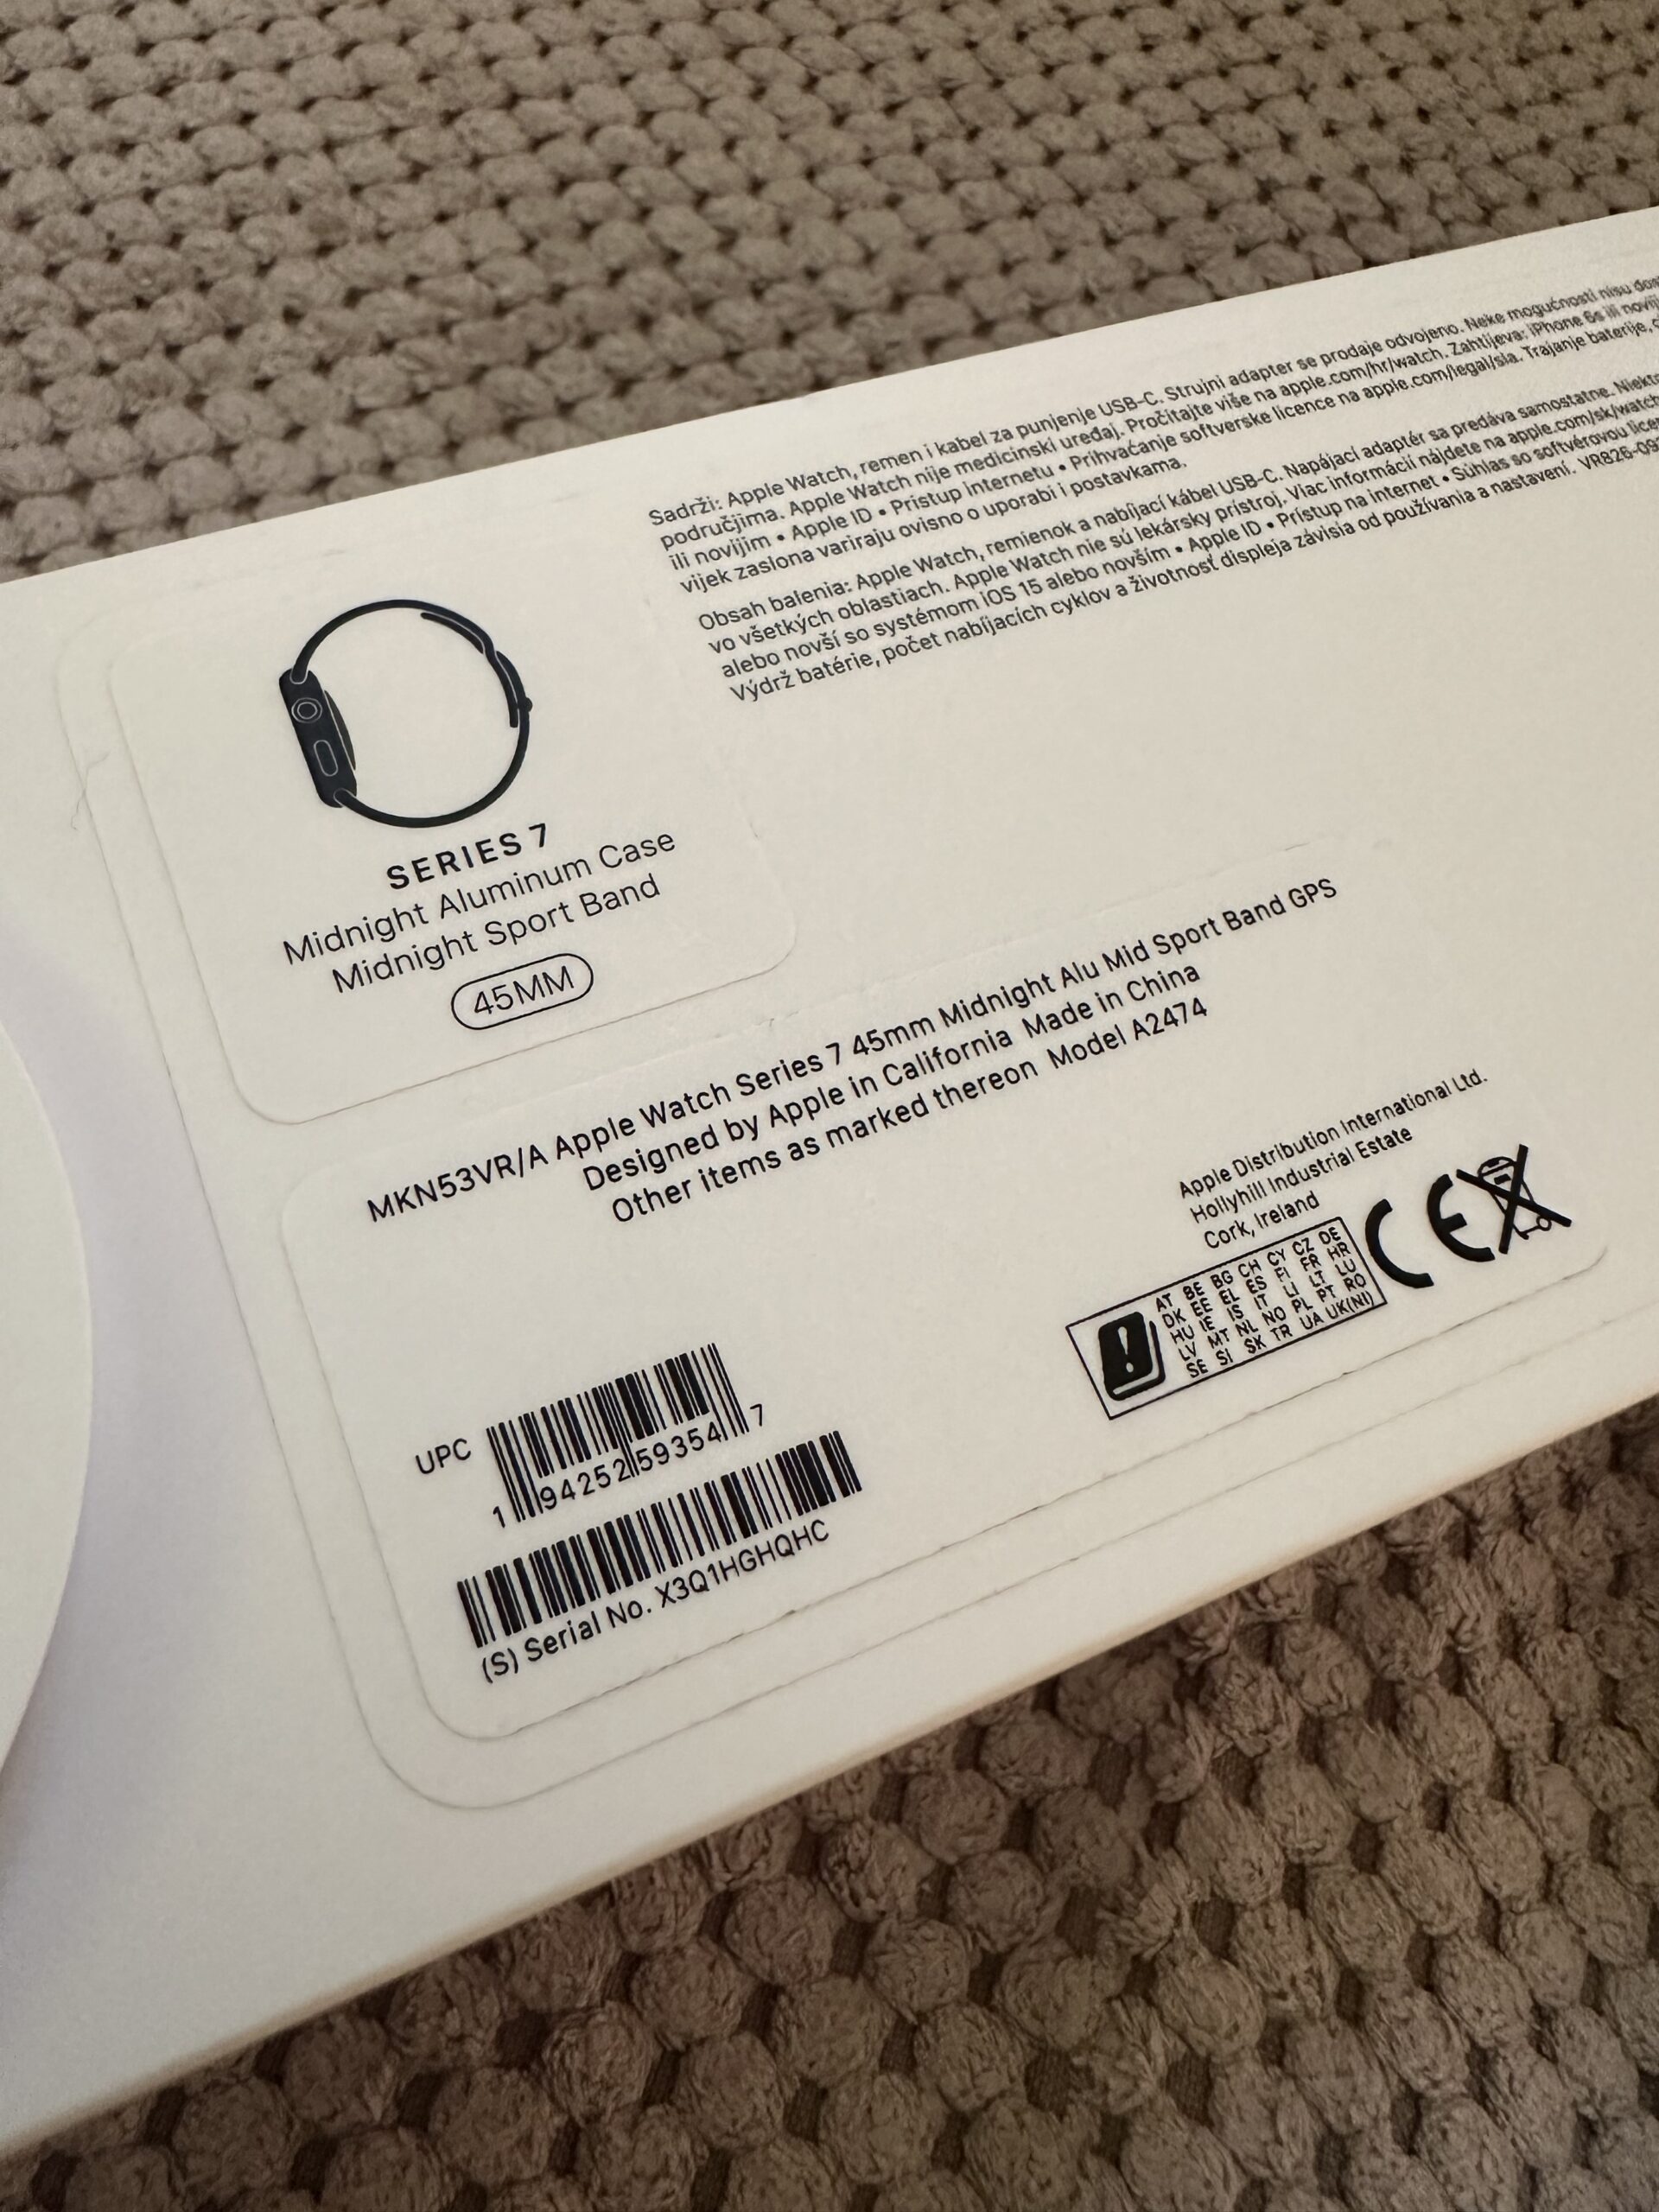 Sadrži: Apple Watch, remen i kabel za punjenje USB-C. Strujni adapter se prodaje odvojeno. Neke mogućnosti nisu
područjima. Apple Watch nije medicinski uređaj. Pročitajte više na apple.com/hr/watch. Zahtijeva: iPhone 6s ili noviji
ili novijim • Apple ID • Pristup internetu • Prihvaćanje softverske licence na apple.com/legal/sla. Trajanje baterije,
vijek zaslona variraju ovisno o uporabi i postavkama.
Obsah balenia: Apple Watch, remienok a nabíjací kábel USB-C. Napájací adaptér sa predáva samostatne.
vo všetkých oblastiach. Apple Watch nie sú lekársky prístroj. Viac informácií nájdete na apple.com/sk/watch
alebo novší so systémom iOS 15 alebo novším • Apple ID • Prístup na internet • Súhlas so softvérovou
Výdrž batérie, počet nabíjacích cyklov a životnosť displeja závisia od používania a nastavení.
SERIES 7
Midnight Aluminum Case
Midnight Sport Band
45MM
MKN53VR/A Apple Watch Series 7 45mm Midnight Alu Mid Sport Band GPS
Designed by Apple in California Made in China
Other items as marked thereon Model A2474
Apple Distribution International Ltd.
Hollyhill Industrial Estate
Cork, Ireland
AT BE BG CH CY CZ DE
DK EE EL ES FI FR HR
HU IE IS IT LI LT LU
LV MT NL NO PL PT RO
SE SI SK TR UA UK(NI)
CE
UPC
1 94252 59354 7
(S) Serial No. X3Q1HGHQHC